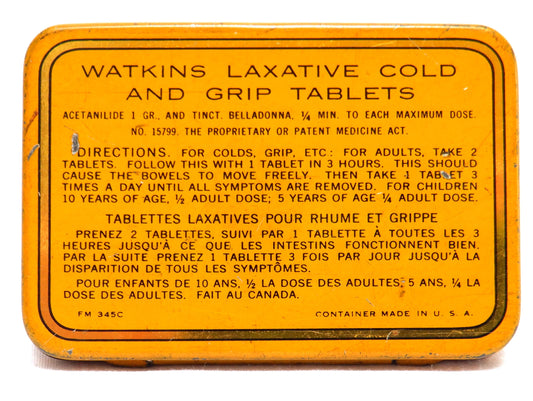 WATKINS LAXATIVE COLD
AND GRIP TABLETS
ACETANILIDE 1 GR., AND TINCT. BELLADONNA, ¼ MIN. TO EACH MAXIMUM DOSE.
NO. 15799, THE PROPRIETARY OR PATENT MEDICINE ACT.
DIRECTIONS. FOR COLDS, GRIP, ETC: FOR ADULTS, TAKE 2
TABLETS. FOLLOW THIS WITH 1 TABLET IN 3 HOURS. THIS SHOULD
CAUSE THE BOWELS TO MOVE FREELY. THEN TAKE 1 TABLET 3
TIMES A DAY UNTIL ALL SYMPTOMS ARE REMOVED. FOR CHILDREN
10 YEARS OF AGE, ½ ADULT DOSE; 5 YEARS OF AGE ¼ ADULT DOSE.
TABLETTES LAXATIVES POUR RHUME ET GRIPPE
PRENEZ 2 TABLETTES, SUIVI PAR 1 TABLETTE À TOUTES LES 3
HEURES JUSQU'À CE QUE LES INTESTINS FONCTIONNENT BIEN.
PAR LA SUITE PRENEZ 1 TABLETTE 3 FOIS PAR JOUR JUSQU'À LA
DISPARITION DE TOUS LES SYMPTÔMES.
POUR ENFANTS DE 10 ANS, ½ LA DOSE DES ADULTES; 5 ANS, ¼ LA
DOSE DES ADULTES. FAIT AU CANADA.
FM 345C CONTAINER MADE IN U. S. A.